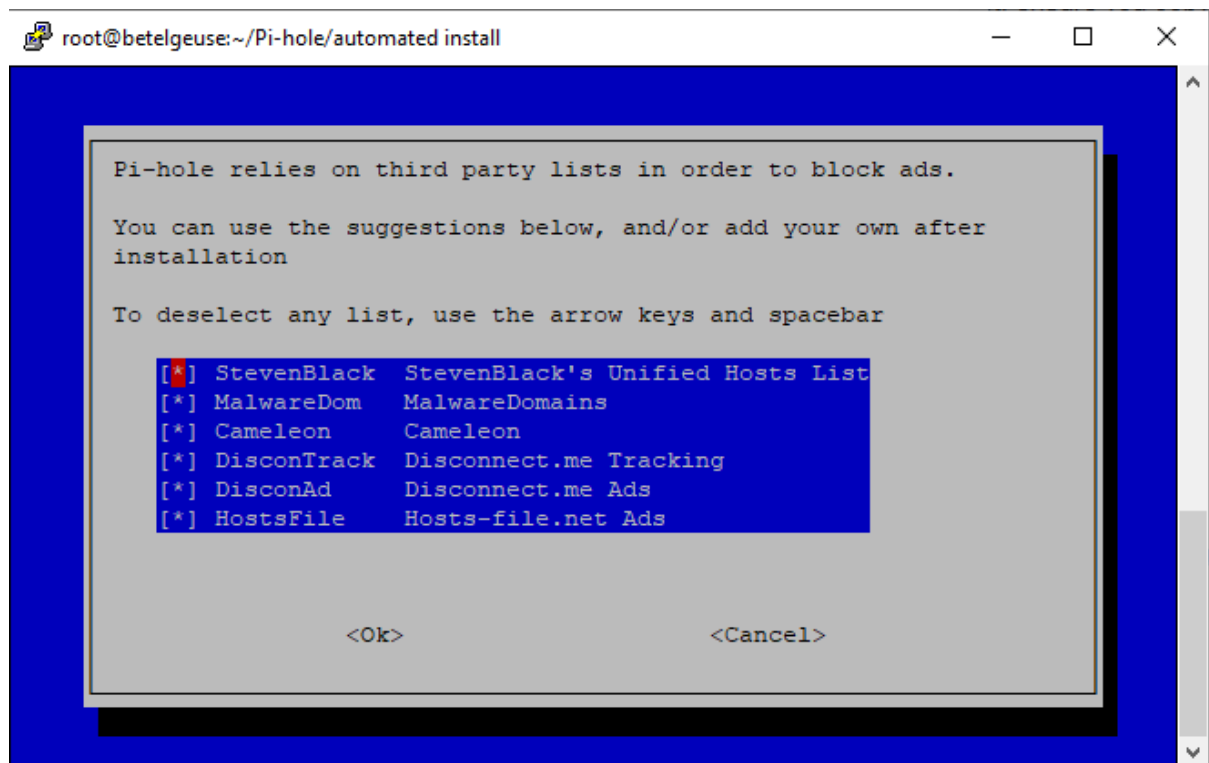 root@betelgeuse:~/Pi-hole/automated install
Pi-hole relies on third party lists in order to block ads.
You can use the suggestions below, and/or add your own after
installation
To deselect any list, use the arrow keys and spacebar
[*] StevenBlack  StevenBlack's Unified Hosts List
[*] MalwareDom   MalwareDomains
[*] Cameleon     Cameleon
[*] DisconTrack  Disconnect.me Tracking
[*] DisconAd     Disconnect.me Ads
[*] HostsFile    Hosts-file.net Ads
<Ok>    <Cancel>